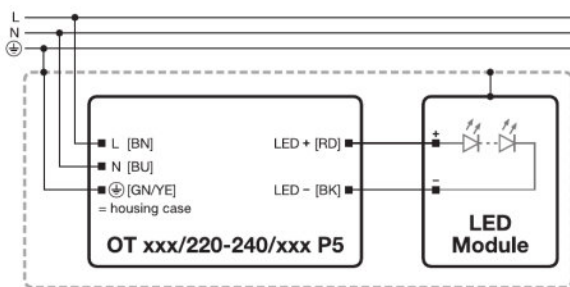 L
N
⏚
L [BN]
N [BU]
⏚ [GN/YE]
= housing case
LED + [RD]
LED − [BK]
OT xxx/220-240/xxx P5
+
−
LED
Module